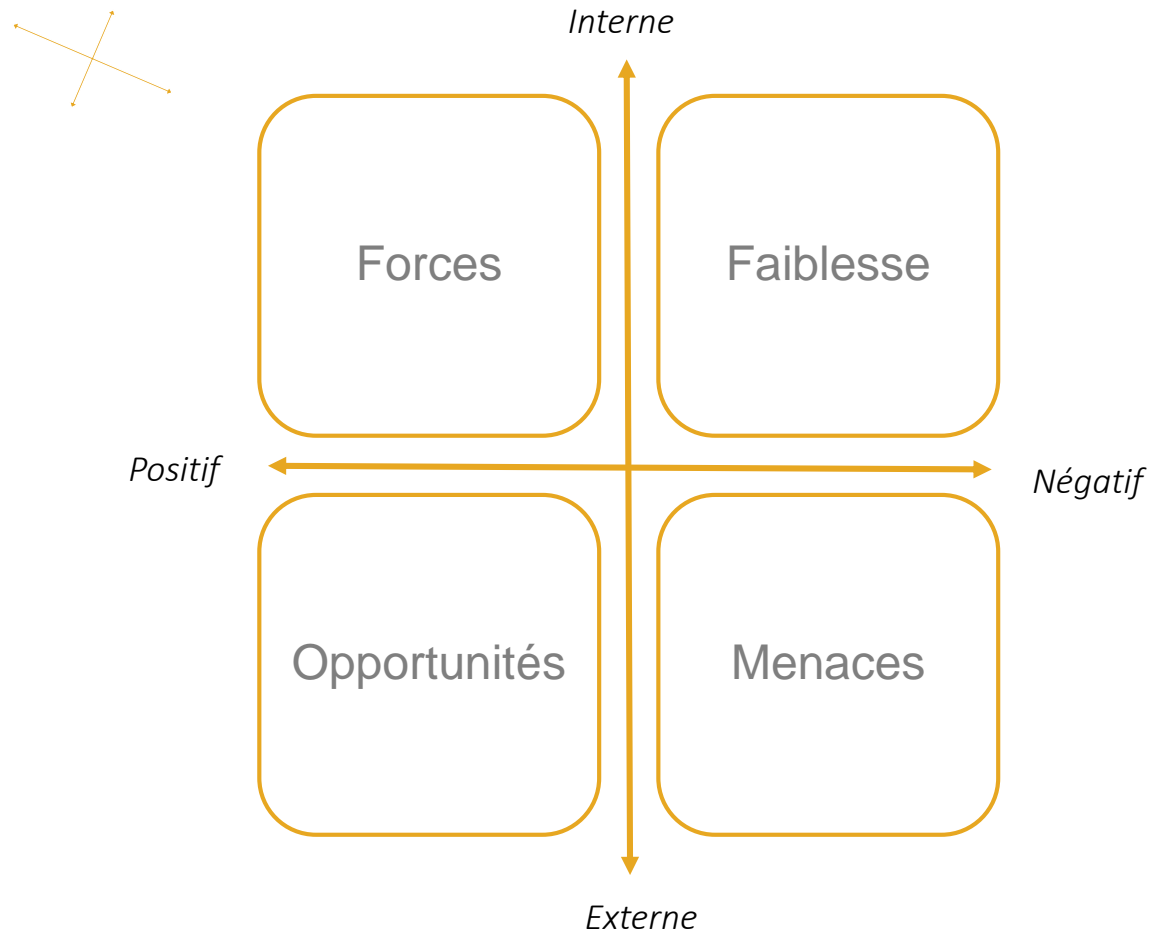 Interne
Forces
Faiblesse
Positif
Négatif
Opportunités
Menaces
Externe